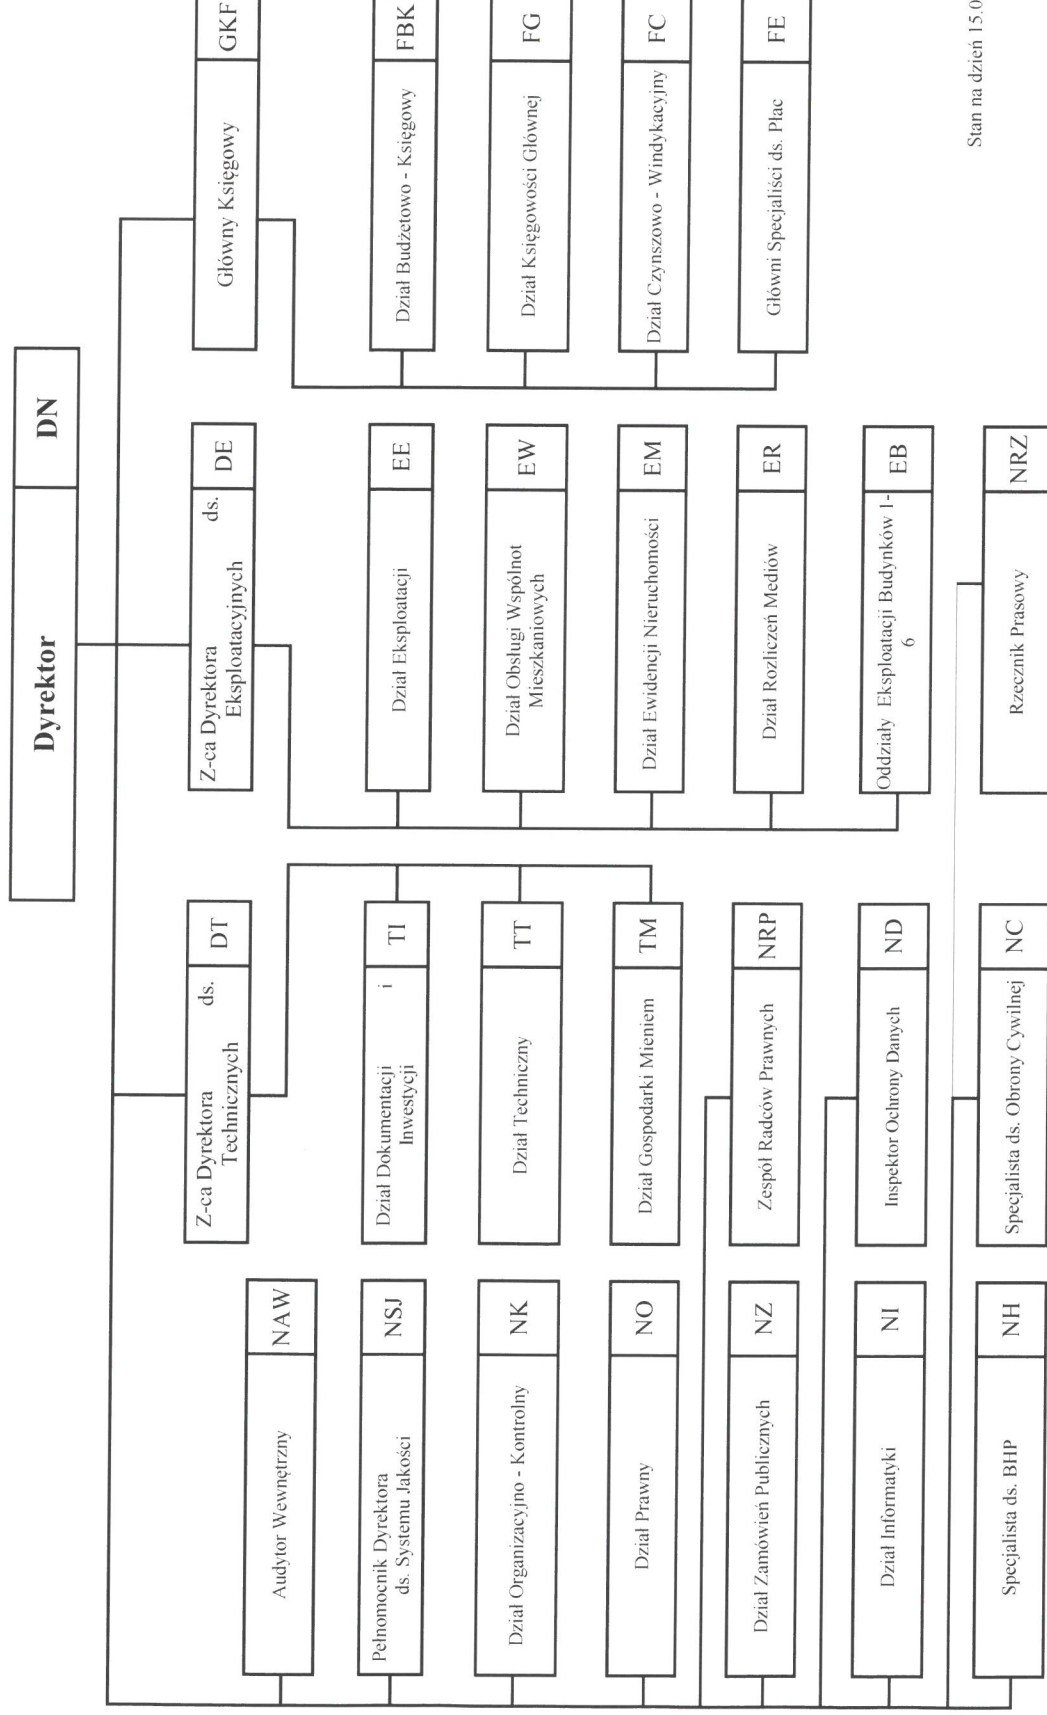 Dyrektor
DN
Z-ca Dyrektora ds.
Technicznych
DT
Z-ca Dyrektora ds.
Eksploatacyjnych
DE
Główny Księgowy
GKF
Audytor Wewnętrzny
NAW
Pełnomocnik Dyrektora
ds. Systemu Jakości
NSJ
Dział Organizacyjno - Kontrolny
NK
Dział Prawny
NO
Dział Zamówień Publicznych
NZ
Dział Informatyki
NI
Specjalista ds. BHP
NH
Dział Dokumentacji i
Inwestycji
TI
Dział Techniczny
TT
Dział Gospodarki Mieniem
TM
Zespół Radców Prawnych
NRP
Inspektor Ochrony Danych
ND
Specjalista ds. Obrony Cywilnej
NC
Dział Eksploatacji
EE
Dział Obsługi Wspólnot
Mieszkaniowych
EW
Dział Ewidencji Nieruchomości
EM
Dział Rozliczeń Mediów
ER
Oddziały Eksploatacji Budynków 1-
6
EB
Rzecznik Prasowy
NRZ
Dział Budżetowo - Księgowy
FBK
Dział Księgowości Głównej
FG
Dział Czynszowo - Windykacyjny
FC
Główni Specjaliści ds. Płac
FE
Stan na dzień 15.0